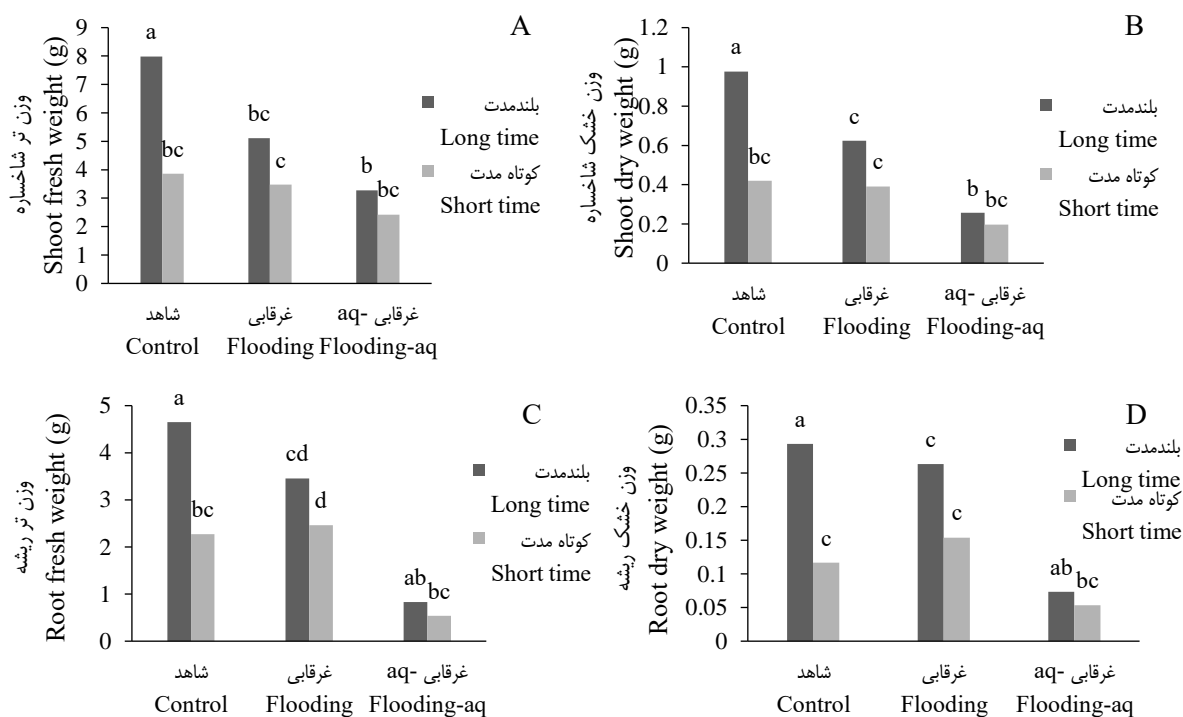 A
وزن تر شاخساره
Shoot fresh weight (g)
9
8
7
6
5
4
3
2
1
0
a
bc
bc
c
b
bc
بلندمدت
Long time
کوتاه مدت
Short time
شاهد
Control
غرقابی
Flooding
غرقابی -aq
Flooding-aq
B
وزن خشک شاخساره
Shoot dry weight (g)
1.2
1
0.8
0.6
0.4
0.2
0
a
bc
c
c
b
bc
بلندمدت
Long time
کوتاه مدت
Short time
شاهد
Control
غرقابی
Flooding
غرقابی -aq
Flooding-aq
C
وزن تر ریشه
Root fresh weight (g)
5
4
3
2
1
0
a
bc
cd
d
ab
bc
بلندمدت
Long time
کوتاه مدت
Short time
شاهد
Control
غرقابی
Flooding
غرقابی -aq
Flooding-aq
D
وزن خشک ریشه
Root dry weight (g)
0.35
0.3
0.25
0.2
0.15
0.1
0.05
0
a
c
c
c
ab
bc
بلندمدت
Long time
کوتاه مدت
Short time
شاهد
Control
غرقابی
Flooding
غرقابی -aq
Flooding-aq